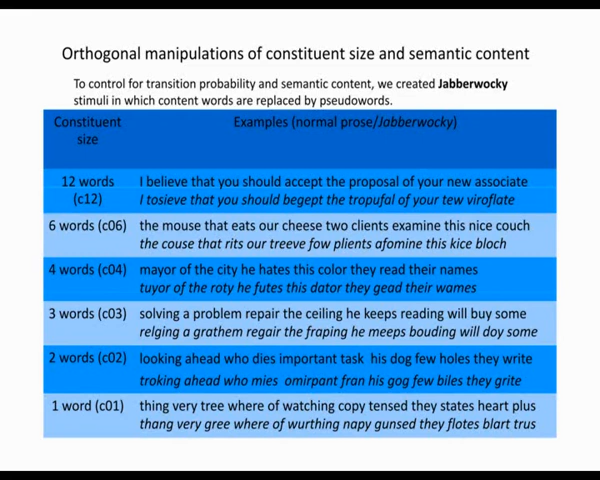 Orthogonal manipulations of constituent size and semantic content
To control for transition probability and semantic content, we created Jabberwocky
stimuli in which content words are replaced by pseudowords.
Constituent size
Examples (normal prose/Jabberwocky)
12 words (c12)
I believe that you should accept the proposal of your new associate
I tosieve that you should begept the tropufal of your tew viroflate
6 words (c06)
the mouse that eats our cheese two clients examine this nice couch
the couse that rits our treeve fow plients afomine this kice bloch
4 words (c04)
mayor of the city he hates this color they read their names
tuyor of the roty he futes this dator they gead their wames
3 words (c03)
solving a problem repair the ceiling he keeps reading will buy some
relging a grathem regair the fraping he meeps bouding will doy some
2 words (c02)
looking ahead who dies important task his dog few holes they write
troking ahead who mies omirpant fran his gog few biles they grite
1 word (c01)
thing very tree where of watching copy tensed they states heart plus
thang very gree where of wurthing napy gunsed they flotes blart trus